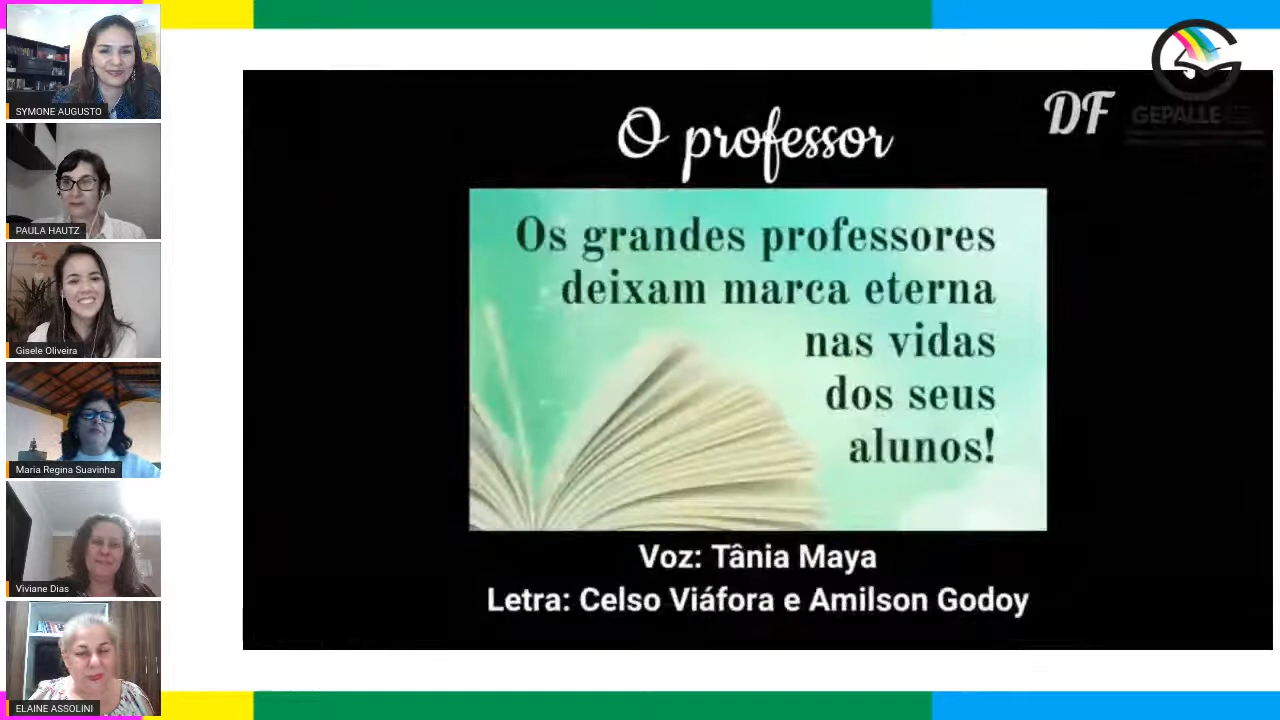 SYMONE AUGUSTO
PAULA HAUTZ
Gisele Oliveira
Maria Regina Suavinha
Viviane Dias
ELAINE ASSOLINI
O professor
DF
GEPALLE
Os grandes professores
deixam marca eterna
nas vidas
dos seus
alunos!
Voz: Tânia Maya
Letra: Celso Viáfora e Amilson Godoy